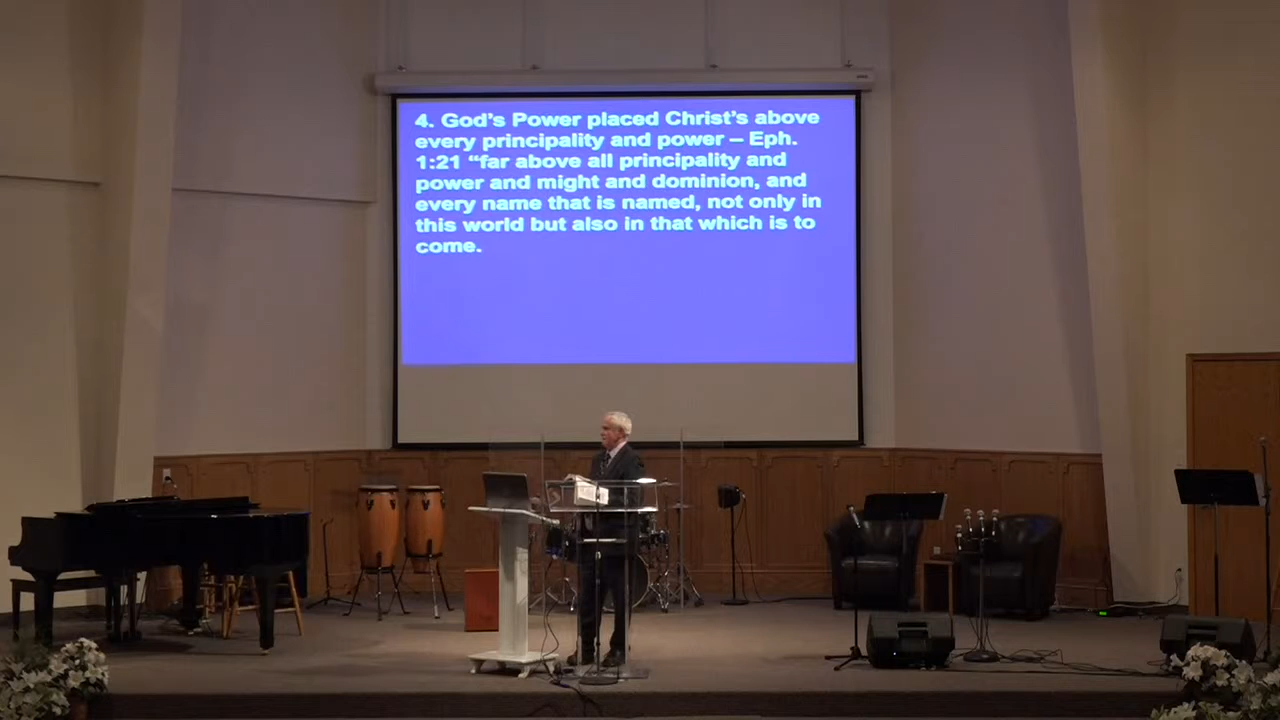 4. God's Power placed Christ's above
every principality and power – Eph.
1:21 “far above all principality and
power and might and dominion, and
every name that is named, not only in
this world but also in that which is to
come.